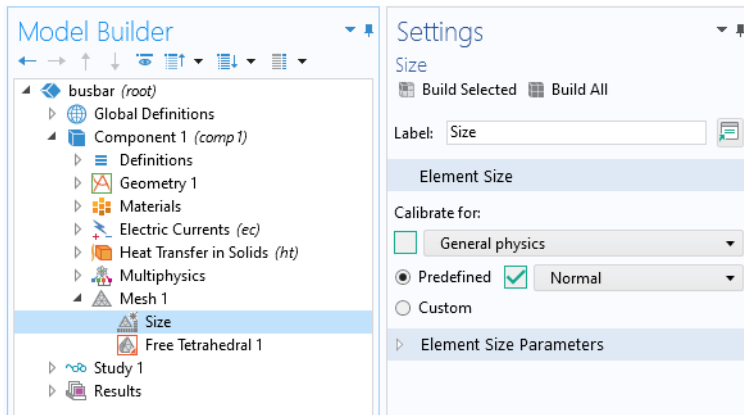 Model Builder
busbar (root)
Global Definitions
Component 1 (comp1)
Definitions
Geometry 1
Materials
Electric Currents (ec)
Heat Transfer in Solids (ht)
Multiphysics
Mesh 1
Size
Free Tetrahedral 1
Study 1
Results
Settings
Size
Build Selected Build All
Label: Size
Element Size
Calibrate for:
General physics
Predefined Normal
Custom
Element Size Parameters